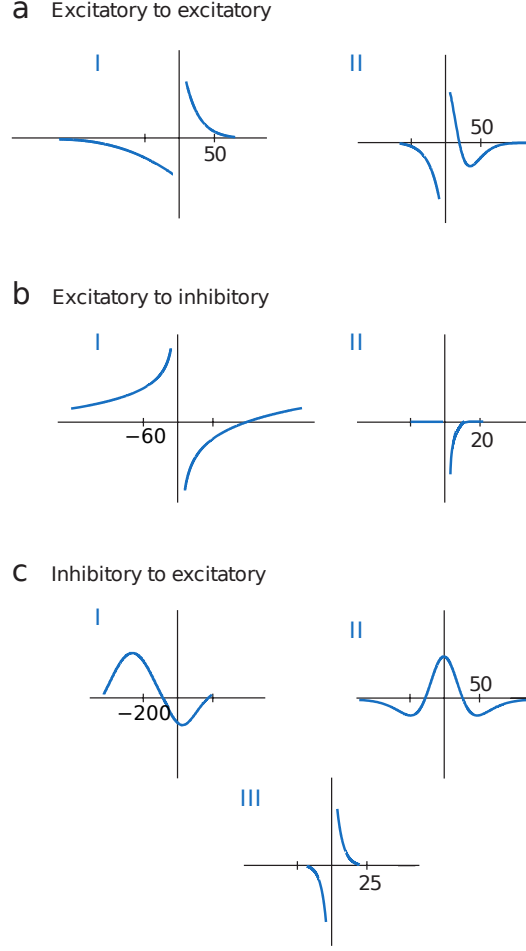 a Excitatory to excitatory
I II
50 50
b Excitatory to inhibitory
I II
−60 20
c Inhibitory to excitatory
I II
−200 50
III
25